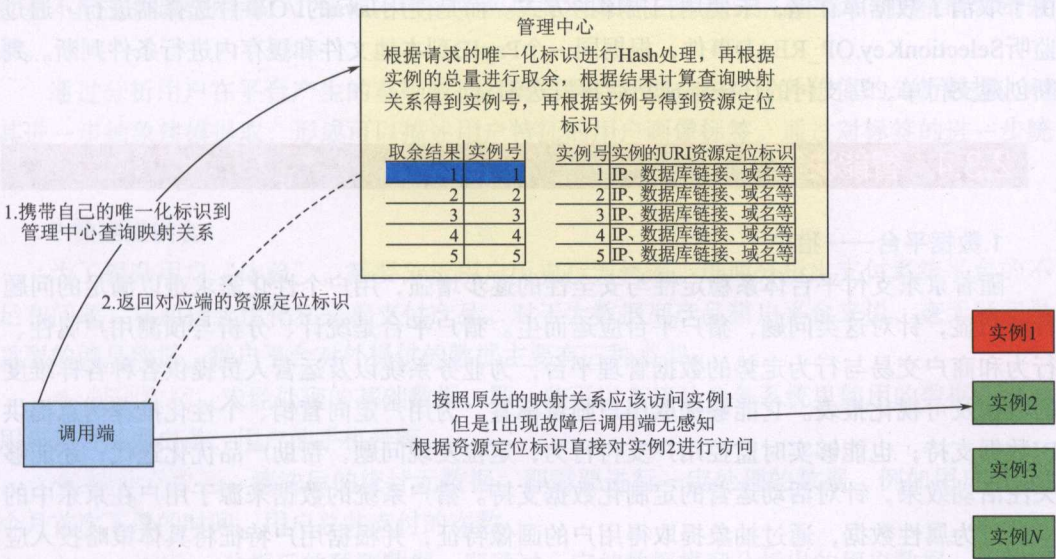 管理中心
根据请求的唯一化标识进行Hash处理，再根据
实例的总量进行取余，根据结果计算查询映射
关系得到实例号，再根据实例号得到资源定位
标识
取余结果 实例号
1 1
2 2
3 3
4 4
5 5
实例号 实例的URI资源定位标识
1 IP、数据库链接、域名等
2 IP、数据库链接、域名等
3 IP、数据库链接、域名等
4 IP、数据库链接、域名等
5 IP、数据库链接、域名等
1.携带自己的唯一化标识到
管理中心查询映射关系
2.返回对应端的资源定位标识
调用端
按照原先的映射关系应该访问实例1
但是1出现故障后调用端无感知
根据资源定位标识直接对实例2进行访问
实例1
实例2
实例3
实例N